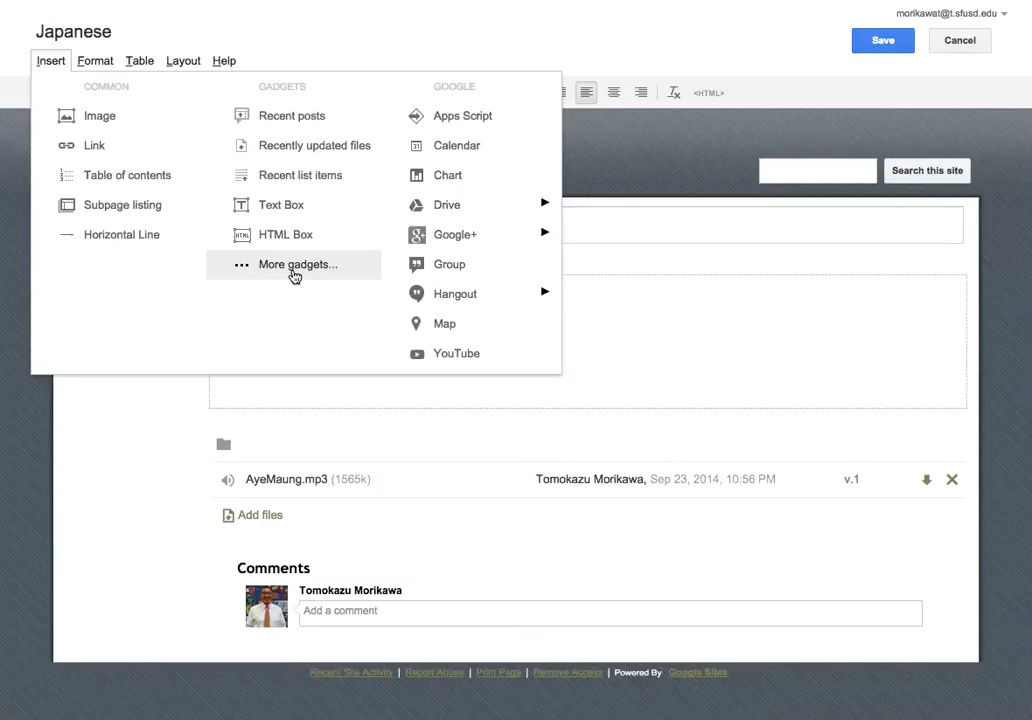 morikawat@t.sfusd.edu
Japanese
Save
Cancel
Insert Format Table Layout Help
<HTML>
COMMON
Image
Link
Table of contents
Subpage listing
Horizontal Line
GADGETS
Recent posts
Recently updated files
Recent list items
Text Box
HTML Box
More gadgets...
GOOGLE
Apps Script
Calendar
Chart
Drive
Google+
Group
Hangout
Map
YouTube
Search this site
AyeMaung.mp3 (1565k) Tomokazu Morikawa, Sep 23, 2014, 10:56 PM v.1
Add files
Comments
Tomokazu Morikawa
Add a comment
Recent Site Activity | Report Abuse | Print Page | Remove Access | Powered By Google Sites